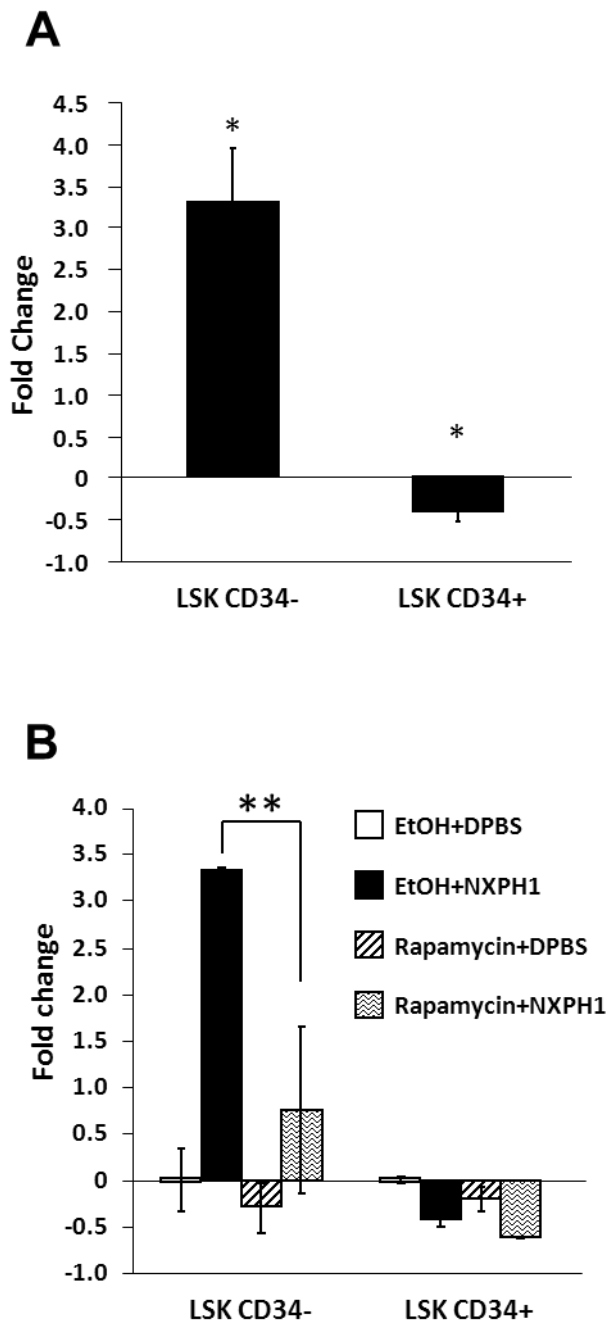 A
Fold Change
4.5
4.0
3.5
3.0
2.5
2.0
1.5
1.0
0.5
0
-0.5
-1.0
*
*
LSK CD34-
LSK CD34+
B
Fold change
4.0
3.5
3.0
2.5
2.0
1.5
1.0
0.5
0
-0.5
-1.0
**
EtOH+DPBS
EtOH+NXPH1
Rapamycin+DPBS
Rapamycin+NXPH1
LSK CD34-
LSK CD34+